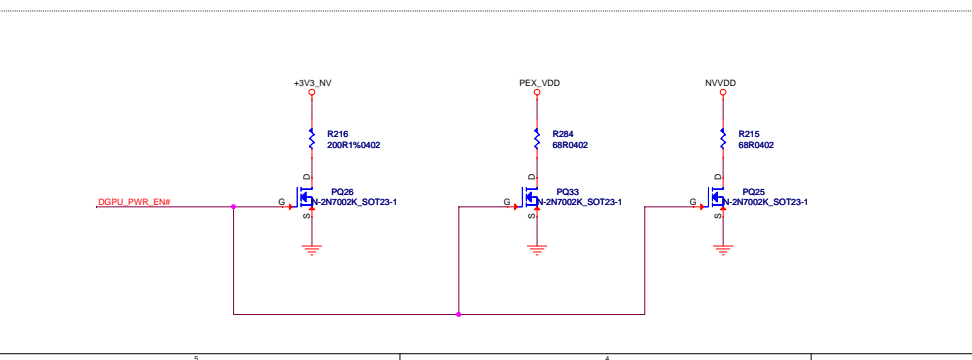 +3V3_NV
PEX_VDD
NVVDD
R216
200R1%0402
R284
68R0402
R215
68R0402
D
PQ26
N-2N7002K_SOT23-1
G
S
D
PQ33
N-2N7002K_SOT23-1
G
S
D
PQ25
N-2N7002K_SOT23-1
G
S
DGPU_PWR_EN#
5
4